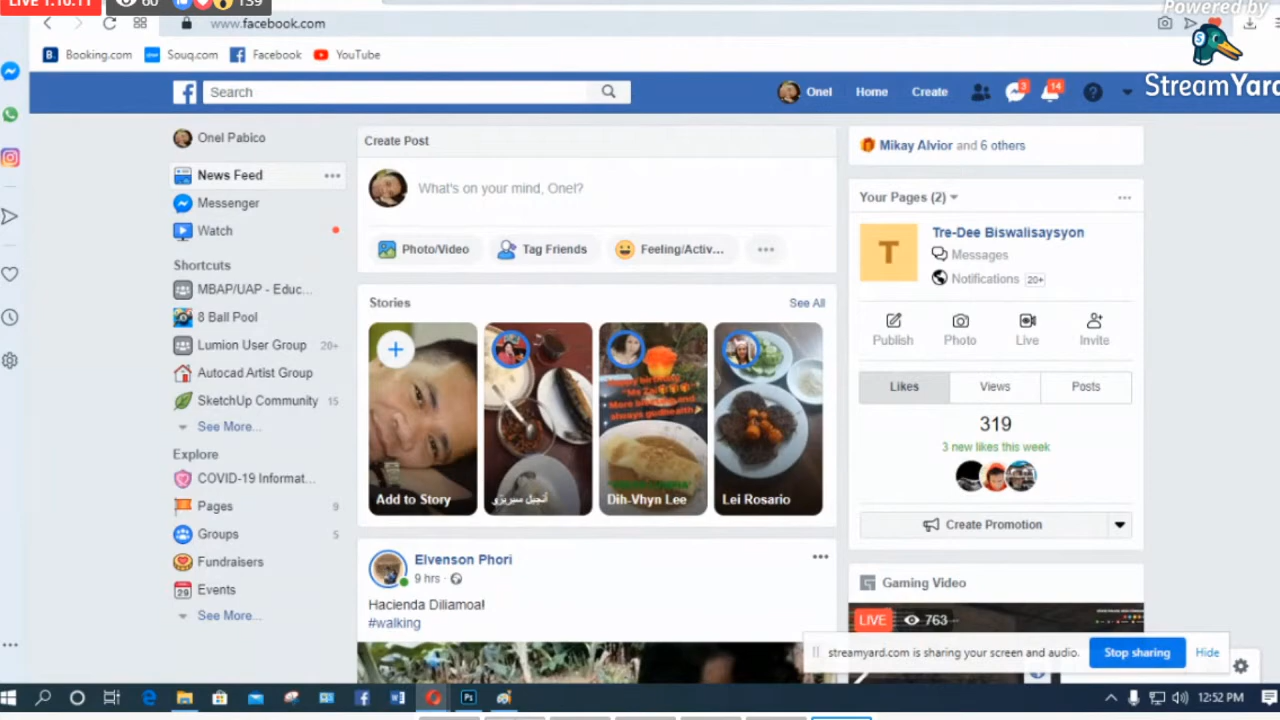 LIVE 1:10:11 60 139
Powered by
StreamYard
www.facebook.com
Booking.com Souq.com Facebook YouTube
Search
Onel Home Create 3 14
Onel Pabico
News Feed
Messenger
Watch
Shortcuts
MBAP/UAP - Educ...
8 Ball Pool
Lumion User Group 20+
Autocad Artist Group
SketchUp Community 15
See More...
Explore
COVID-19 Informat...
Pages 9
Groups 5
Fundraisers
Events
See More...
Create Post
What's on your mind, Onel?
Photo/Video Tag Friends Feeling/Activ...
Stories See All
Add to Story
Dih-Vhyn Lee
Lei Rosario
Elvenson Phori
9 hrs
Hacienda Diliamoa!
#walking
Mikay Alvior and 6 others
Your Pages (2)
T
Tre-Dee Biswalisaysyon
Messages
Notifications 20+
Publish Photo Live Invite
Likes Views Posts
319
3 new likes this week
Create Promotion
Gaming Video
LIVE 763
streamyard.com is sharing your screen and audio. Stop sharing Hide
12:52 PM